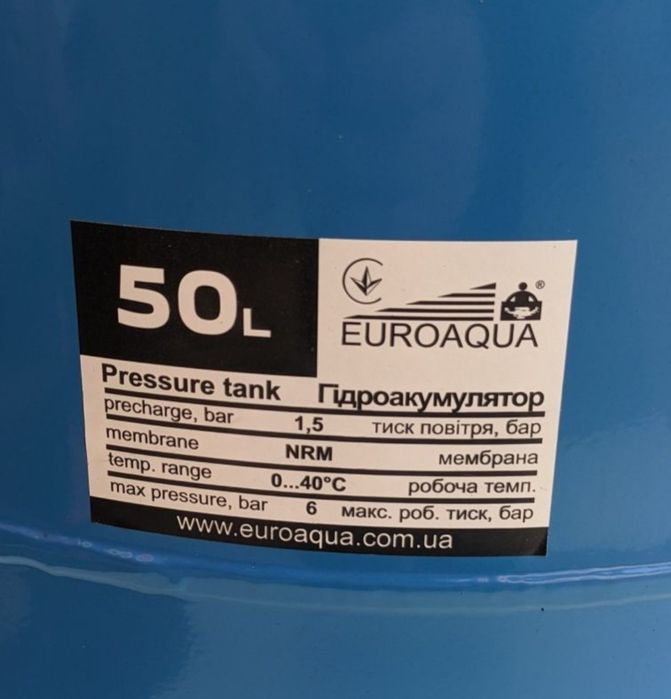 50L
®
EUROAQUA
Pressure tank Гідроакумулятор
precharge, bar 1,5 тиск повітря, бар
membrane NRM мембрана
temp. range 0...40°C робоча темп.
max pressure, bar 6 макс. роб. тиск, бар
www.euroaqua.com.ua